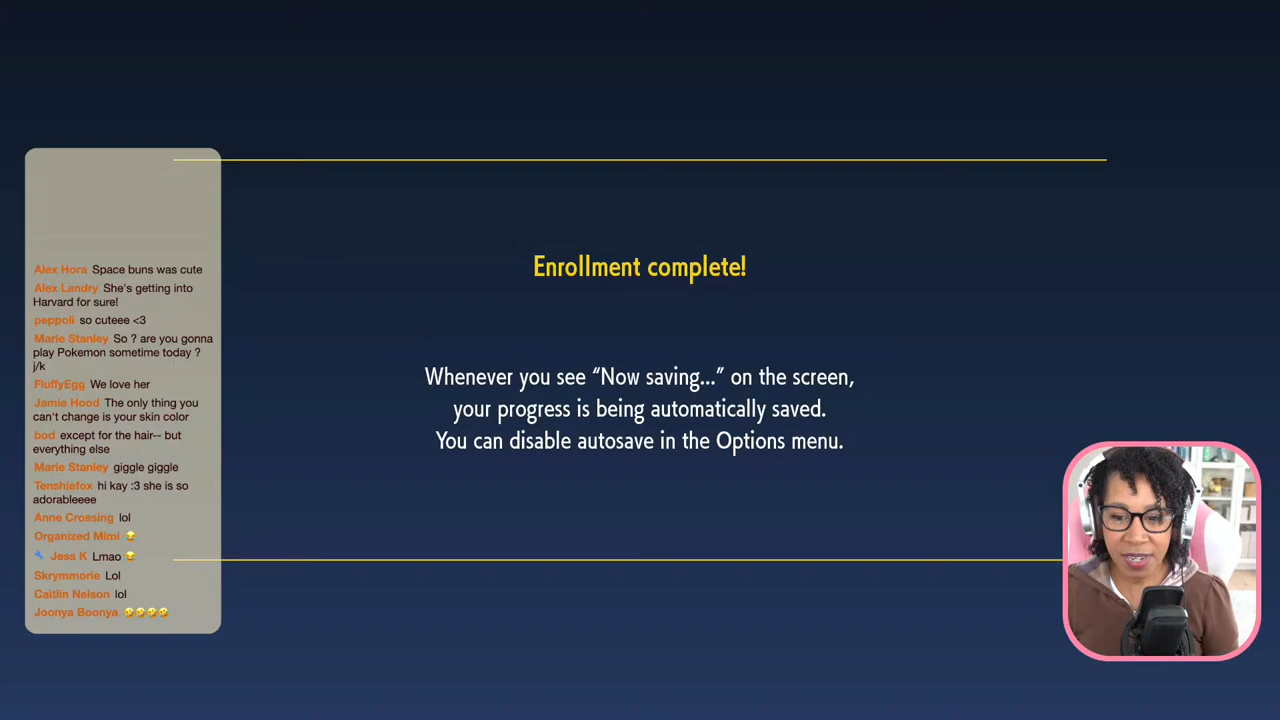 Alex Hora Space buns was cute
Alex Landry She's getting into
Harvard for sure!
peppoli so cuteee <3
Marie Stanley So ? are you gonna
play Pokemon sometime today ?
j/k
FluffyEgg We love her
Jamie Hood The only thing you
can't change is your skin color
bod except for the hair-- but
everything else
Marie Stanley giggle giggle
Tenshiefox hi kay :3 she is so
adorableeee
Anne Crossing lol
Organized Mimi 😂
Jess K Lmao 😂
Skrymmorie Lol
Caitlin Nelson lol
Joonya Boonya 🤣🤣🤣🤣
Enrollment complete!
Whenever you see “Now saving...” on the screen,
your progress is being automatically saved.
You can disable autosave in the Options menu.